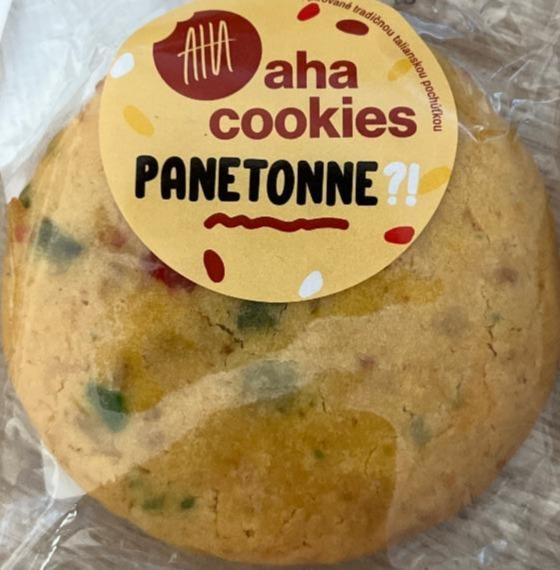 tradičnou talianskou pochúťkou
AHA
aha
cookies
PANETONNE?!